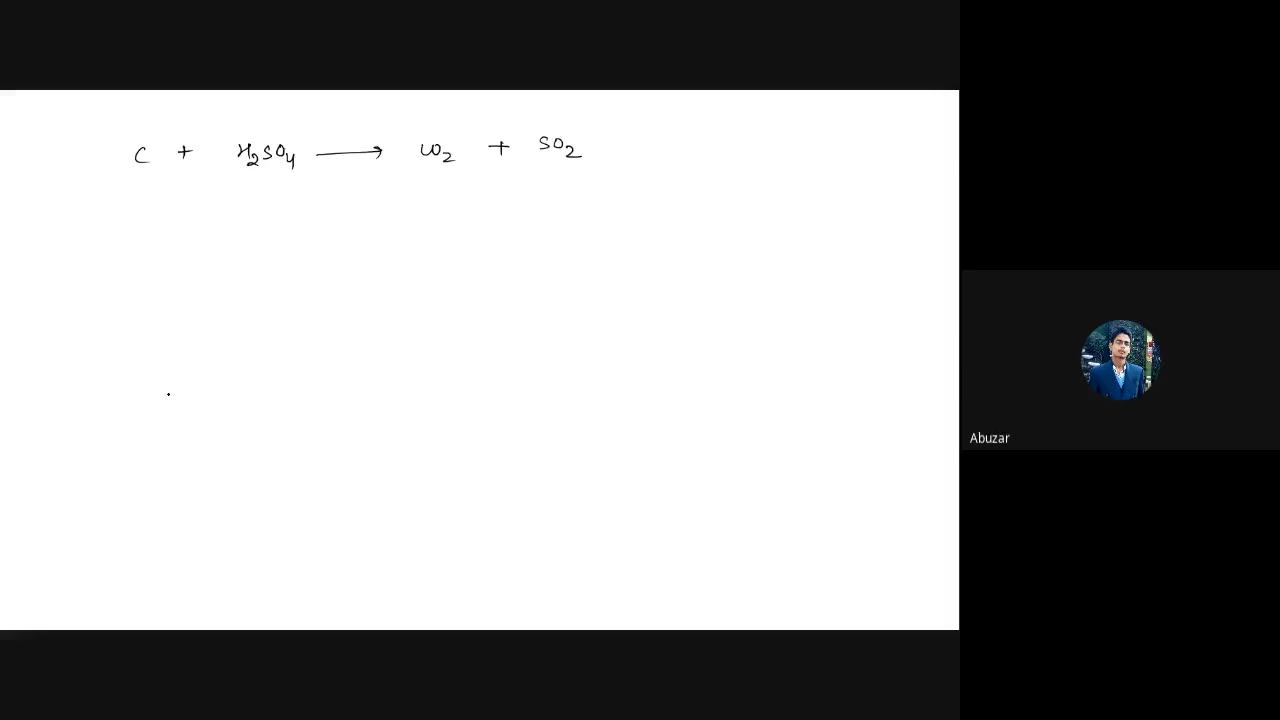 C + H₂SO₄ ⟶ CO₂ + SO₂
Abuzar